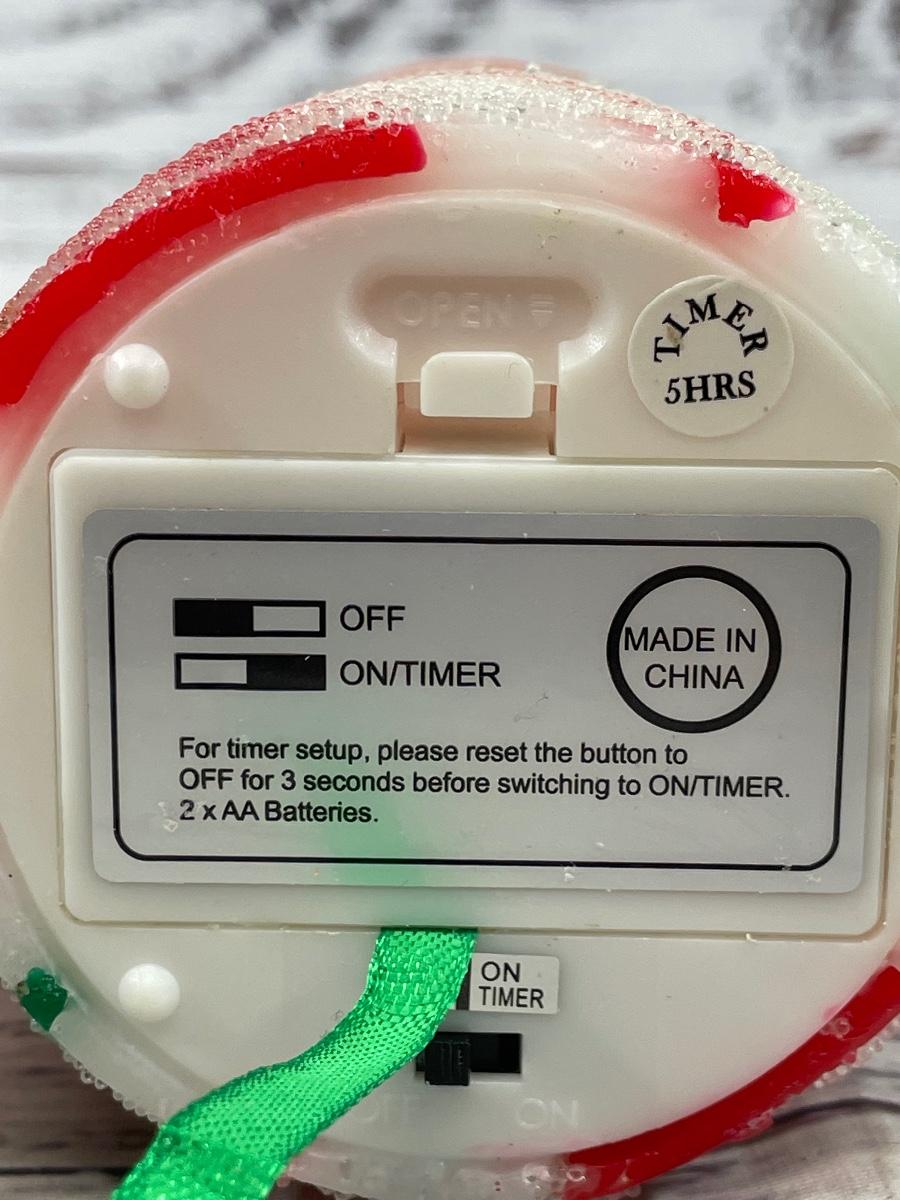 OPEN
TIMER
5HRS
OFF
ON/TIMER
MADE IN
CHINA
For timer setup, please reset the button to
OFF for 3 seconds before switching to ON/TIMER.
2 x AA Batteries.
ON
TIMER
ON